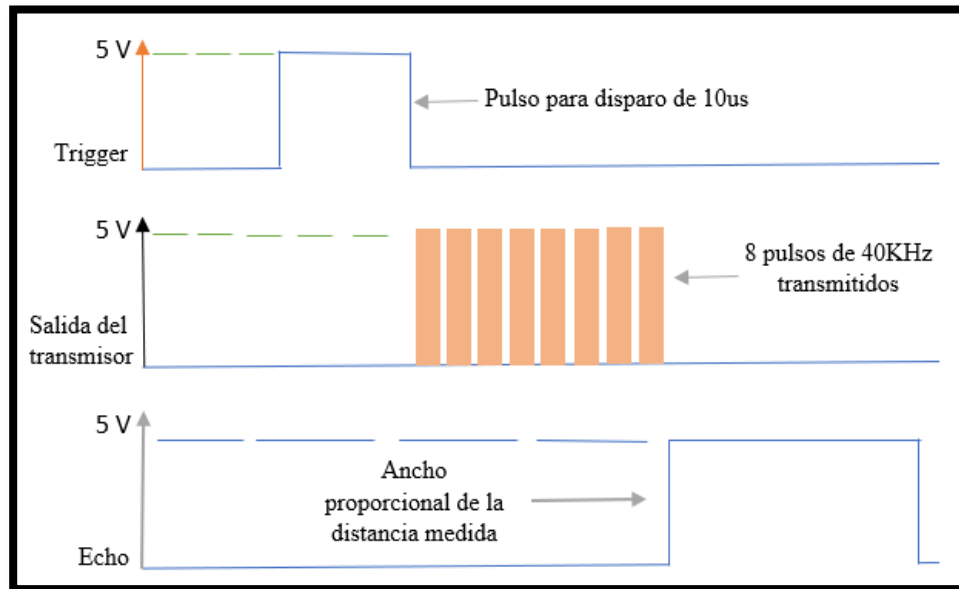 5 V
Pulso para disparo de 10us
Trigger
5 V
8 pulsos de 40KHz
transmitidos
Salida del
transmisor
5 V
Ancho
proporcional de la
distancia medida
Echo